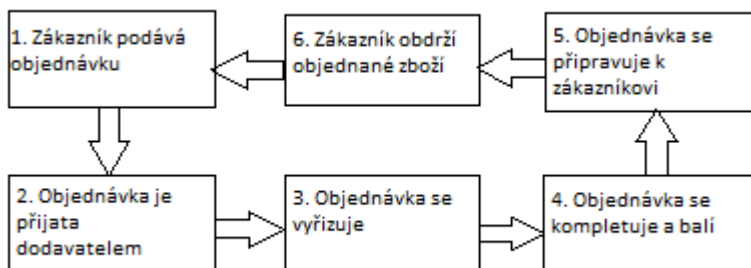 1. Zákazník podává
objednávku
2. Objednávka je
přijata
dodavatelem
3. Objednávka se
vyřizuje
4. Objednávka se
kompletuje a balí
5. Objednávka se
připravuje k
zákazníkovi
6. Zákazník obdrží
objednané zboží